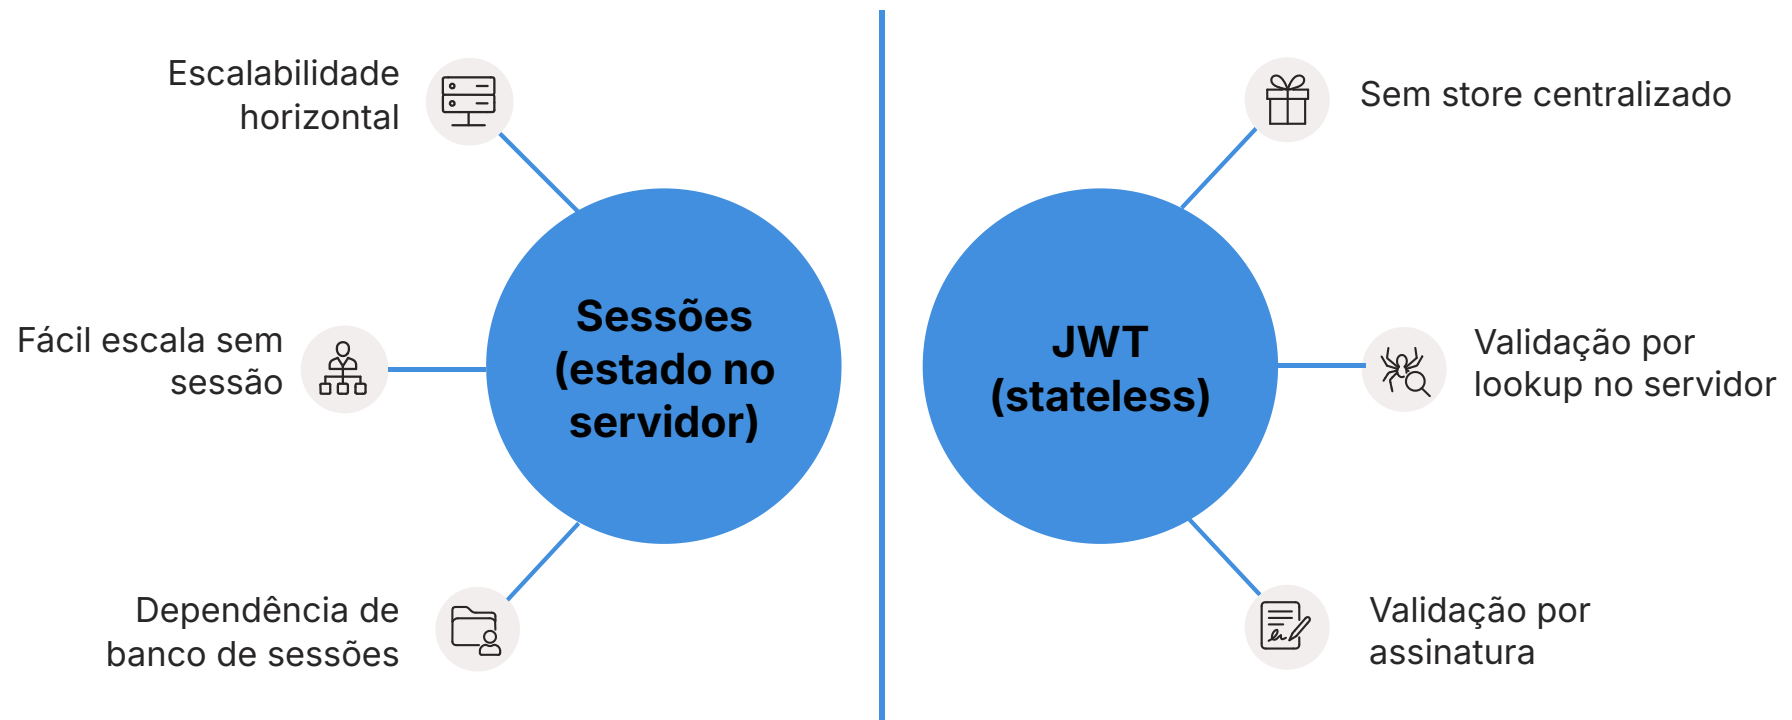 Escalabilidade
horizontal
Fácil escala sem
sessão
Dependência de
banco de sessões
Sessões
(estado no
servidor)
JWT
(stateless)
Sem store centralizado
Validação por
lookup no servidor
Validação por
assinatura